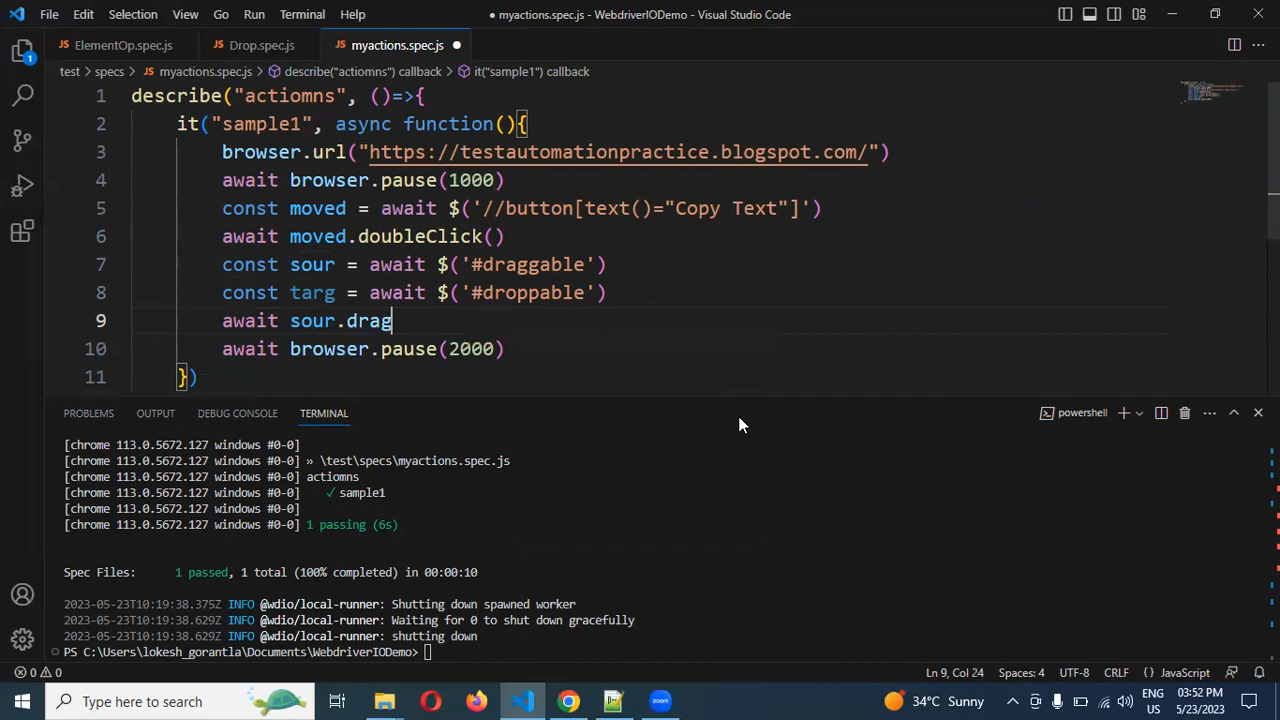 File Edit Selection View Go Run Terminal Help
● myactions.spec.js - WebdriverIODemo - Visual Studio Code
JS ElementOp.spec.js JS Drop.spec.js JS myactions.spec.js ●
test > specs > JS myactions.spec.js > describe("actiomns") callback > it("sample1") callback
1 describe("actiomns", ()=>{
2 it("sample1", async function(){
3 browser.url("https://testautomationpractice.blogspot.com/")
4 await browser.pause(1000)
5 const moved = await $('//button[text()="Copy Text"]')
6 await moved.doubleClick()
7 const sour = await $('#draggable')
8 const targ = await $('#droppable')
9 await sour.drag
10 await browser.pause(2000)
11 })
PROBLEMS OUTPUT DEBUG CONSOLE TERMINAL
powershell
[chrome 113.0.5672.127 windows #0-0]
[chrome 113.0.5672.127 windows #0-0] » \test\specs\myactions.spec.js
[chrome 113.0.5672.127 windows #0-0] actiomns
[chrome 113.0.5672.127 windows #0-0] ✓ sample1
[chrome 113.0.5672.127 windows #0-0]
[chrome 113.0.5672.127 windows #0-0] 1 passing (6s)
Spec Files: 1 passed, 1 total (100% completed) in 00:00:10
2023-05-23T10:19:38.375Z INFO @wdio/local-runner: Shutting down spawned worker
2023-05-23T10:19:38.629Z INFO @wdio/local-runner: Waiting for 0 to shut down gracefully
2023-05-23T10:19:38.629Z INFO @wdio/local-runner: shutting down
PS C:\Users\lokesh_gorantla\Documents\WebdriverIODemo>
0 0 Ln 9, Col 24 Spaces: 4 UTF-8 CRLF {} JavaScript
Type here to search
34°C Sunny
ENG
US
03:52 PM
5/23/2023
1